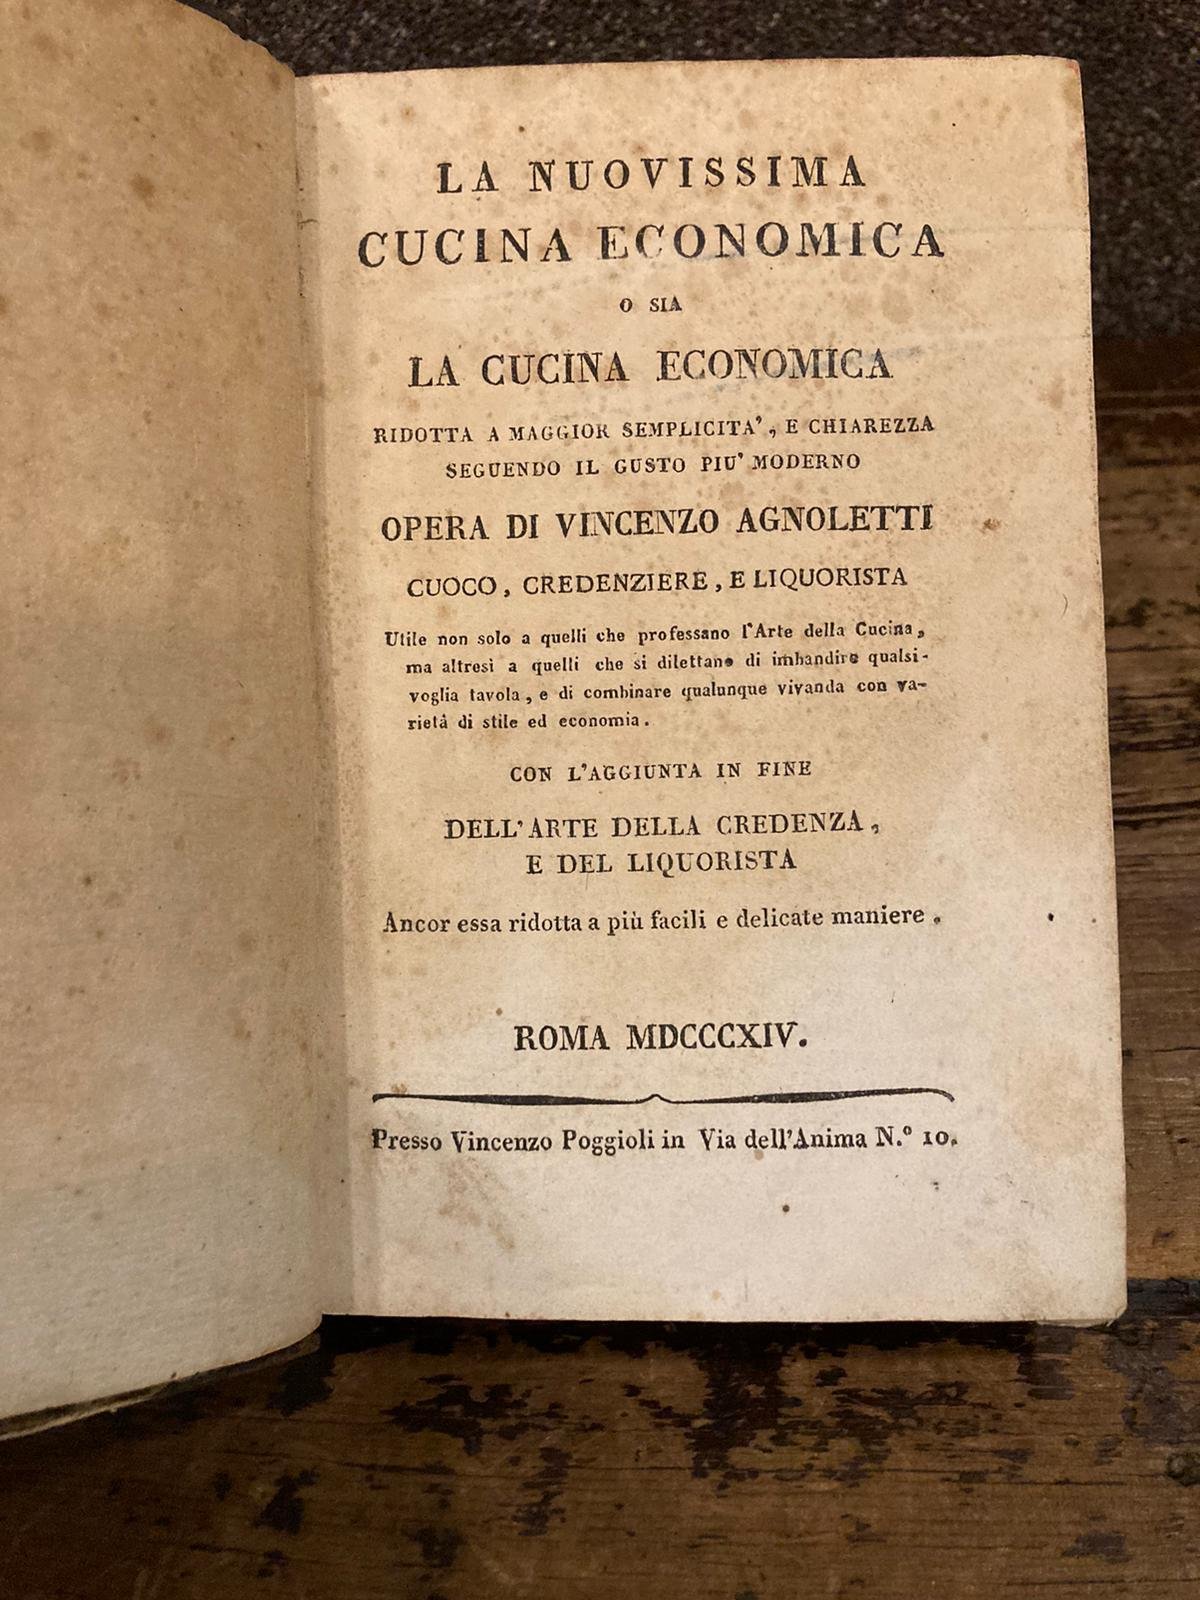 LA NUOVISSIMA
CUCINA ECONOMICA
O SIA
LA CUCINA ECONOMICA
RIDOTTA A MAGGIOR SEMPLICITA', E CHIAREZZA
SEGUENDO IL GUSTO PIU' MODERNO
OPERA DI VINCENZO AGNOLETTI
CUOCO, CREDENZIERE, E LIQUORISTA
Utile non solo a quelli che professano l'Arte della Cucina,
ma altresì a quelli che si dilettano di imbandire qualsi-
voglia tavola, e di combinare qualunque vivanda con va-
rietà di stile ed economia.
CON L'AGGIUNTA IN FINE
DELL'ARTE DELLA CREDENZA,
E DEL LIQUORISTA
Ancor essa ridotta a più facili e delicate maniere.
ROMA MDCCCXIV.
Presso Vincenzo Poggioli in Via dell'Anima N.º 10.